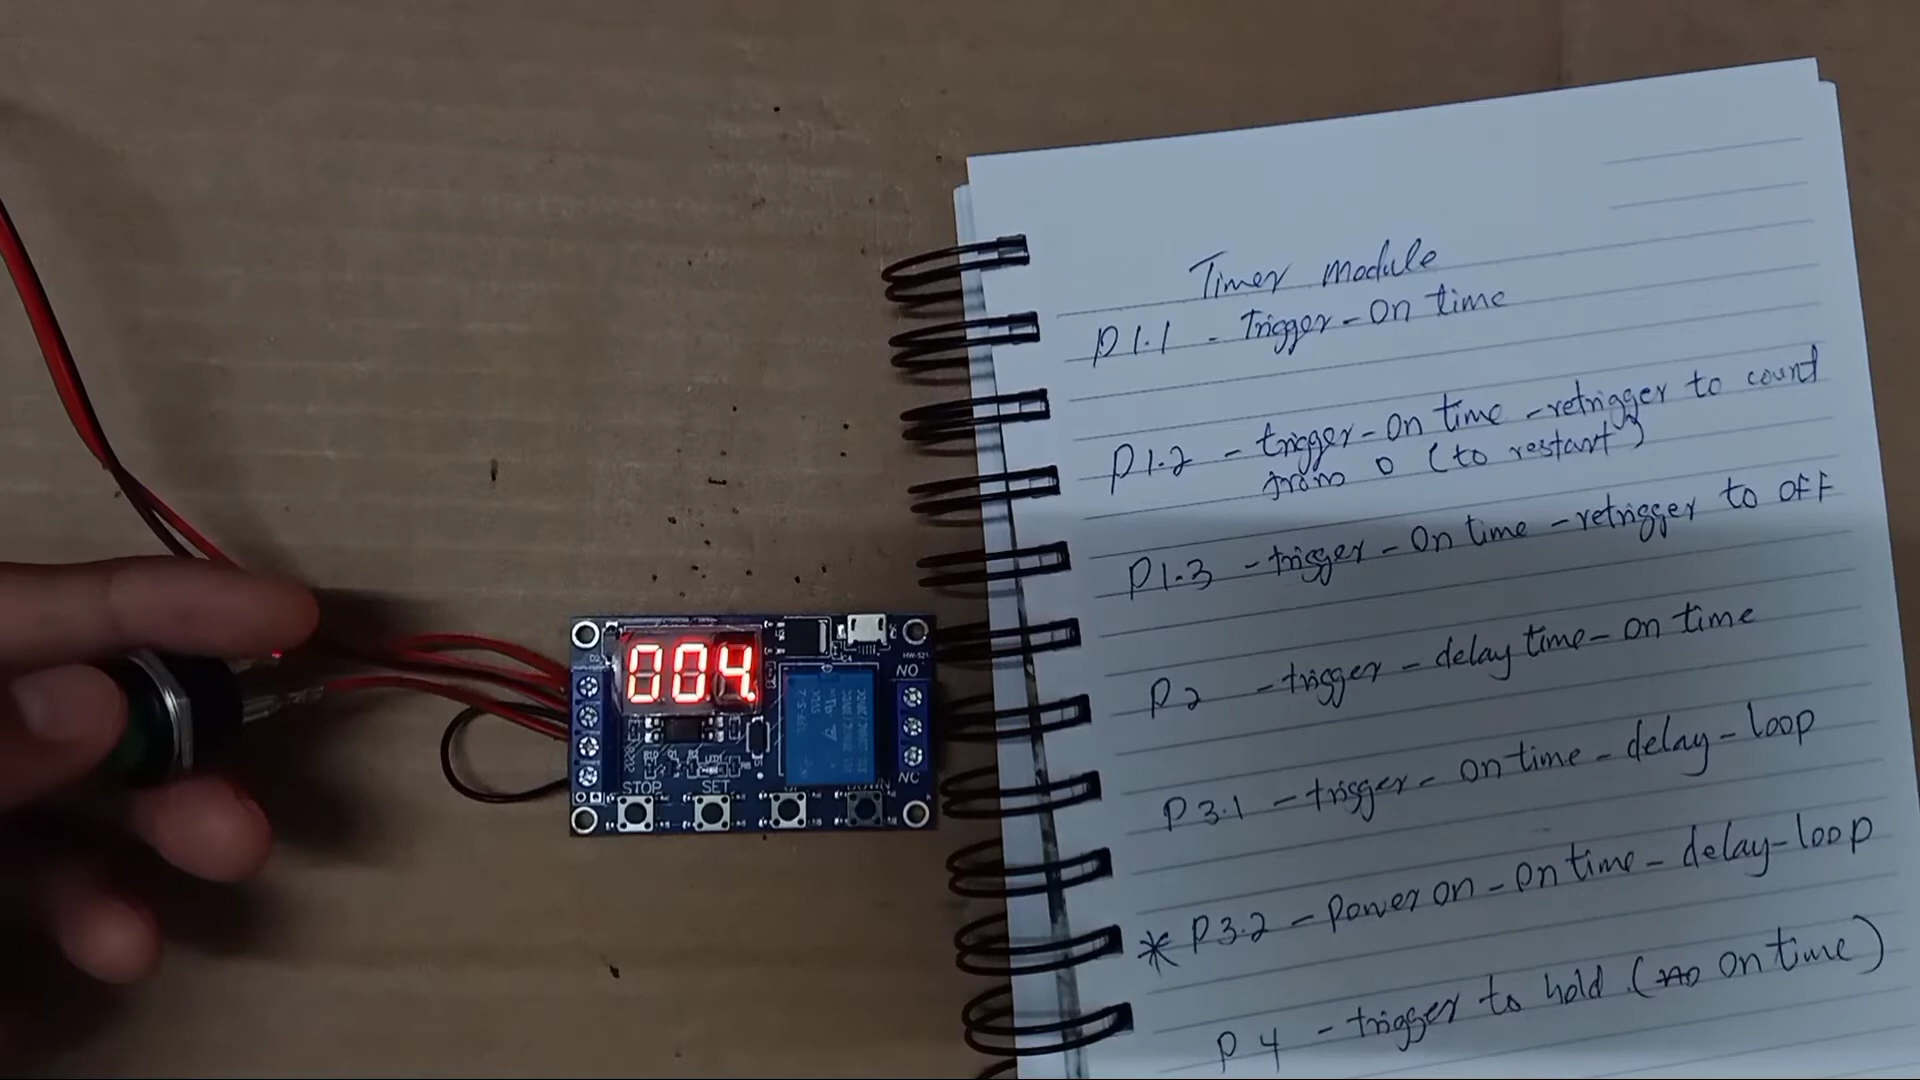 Timer Module
P1.1 - Trigger - On time
P1.2 - trigger - On time - retrigger to count
from 0 (to restart)
P1.3 - trigger - On time - retrigger to OFF
P2 - trigger - delay time - on time
P3.1 - trigger - on time - delay - loop
* P3.2 - Power on - On time - delay - loop
P4 - trigger to hold (no on time)
004.
NO
NC
STOP SET